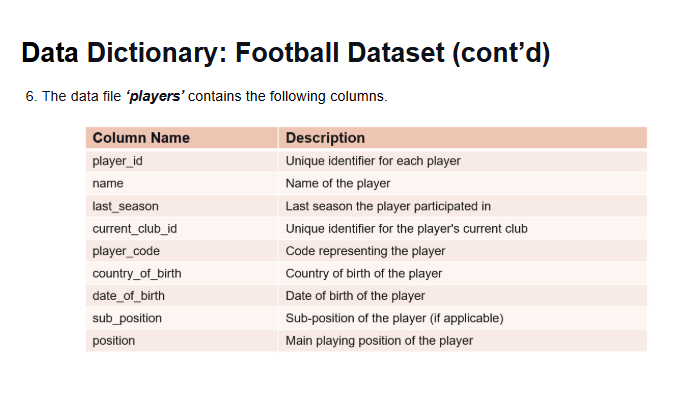 Data Dictionary: Football Dataset (cont’d)
6. The data file ‘players’ contains the following columns.
Column Name Description
player_id Unique identifier for each player
name Name of the player
last_season Last season the player participated in
current_club_id Unique identifier for the player's current club
player_code Code representing the player
country_of_birth Country of birth of the player
date_of_birth Date of birth of the player
sub_position Sub-position of the player (if applicable)
position Main playing position of the player